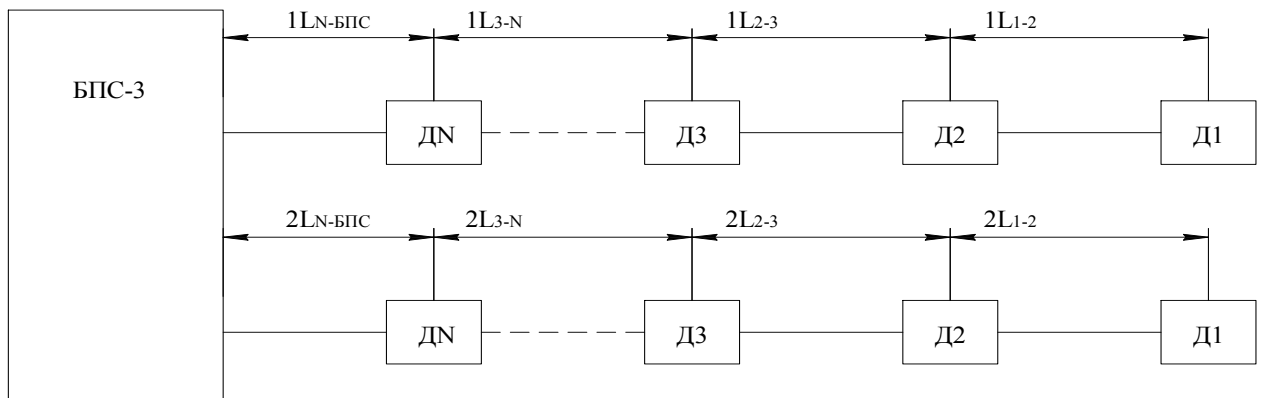 1LN-БПС 1L3-N 1L2-3 1L1-2
БПС-3
ДN Д3 Д2 Д1
2LN-БПС 2L3-N 2L2-3 2L1-2
ДN Д3 Д2 Д1